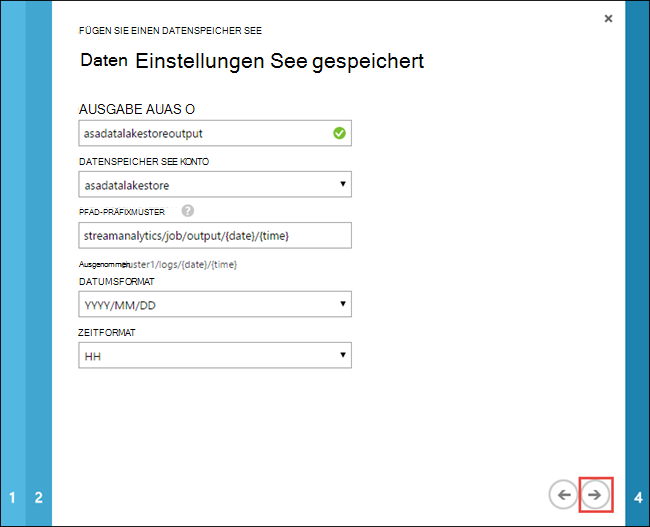 FÜGEN SIE EINEN DATENSPEICHER SEE
Daten Einstellungen See gespeichert
AUSGABE AUAS O
asadatalakestoreoutput
DATENSPEICHER SEE KONTO
asadatalakestore
PFAD-PRÄFIXMUSTER ?
streamanalytics/job/output/{date}/{time}
Ausgenommen /logs/{date}/{time}
DATUMSFORMAT
YYYY/MM/DD
ZEITFORMAT
HH
1 2 4